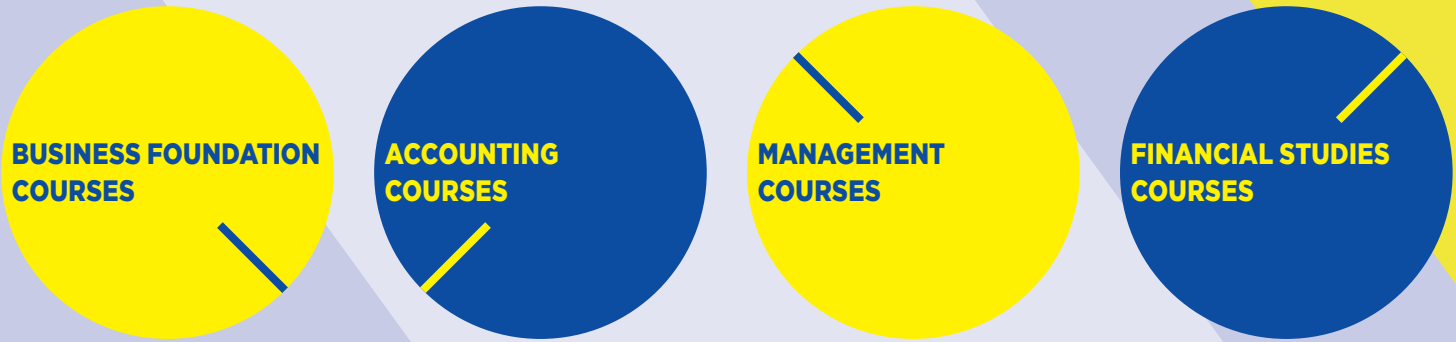 BUSINESS FOUNDATION
COURSES
ACCOUNTING
COURSES
MANAGEMENT
COURSES
FINANCIAL STUDIES
COURSES